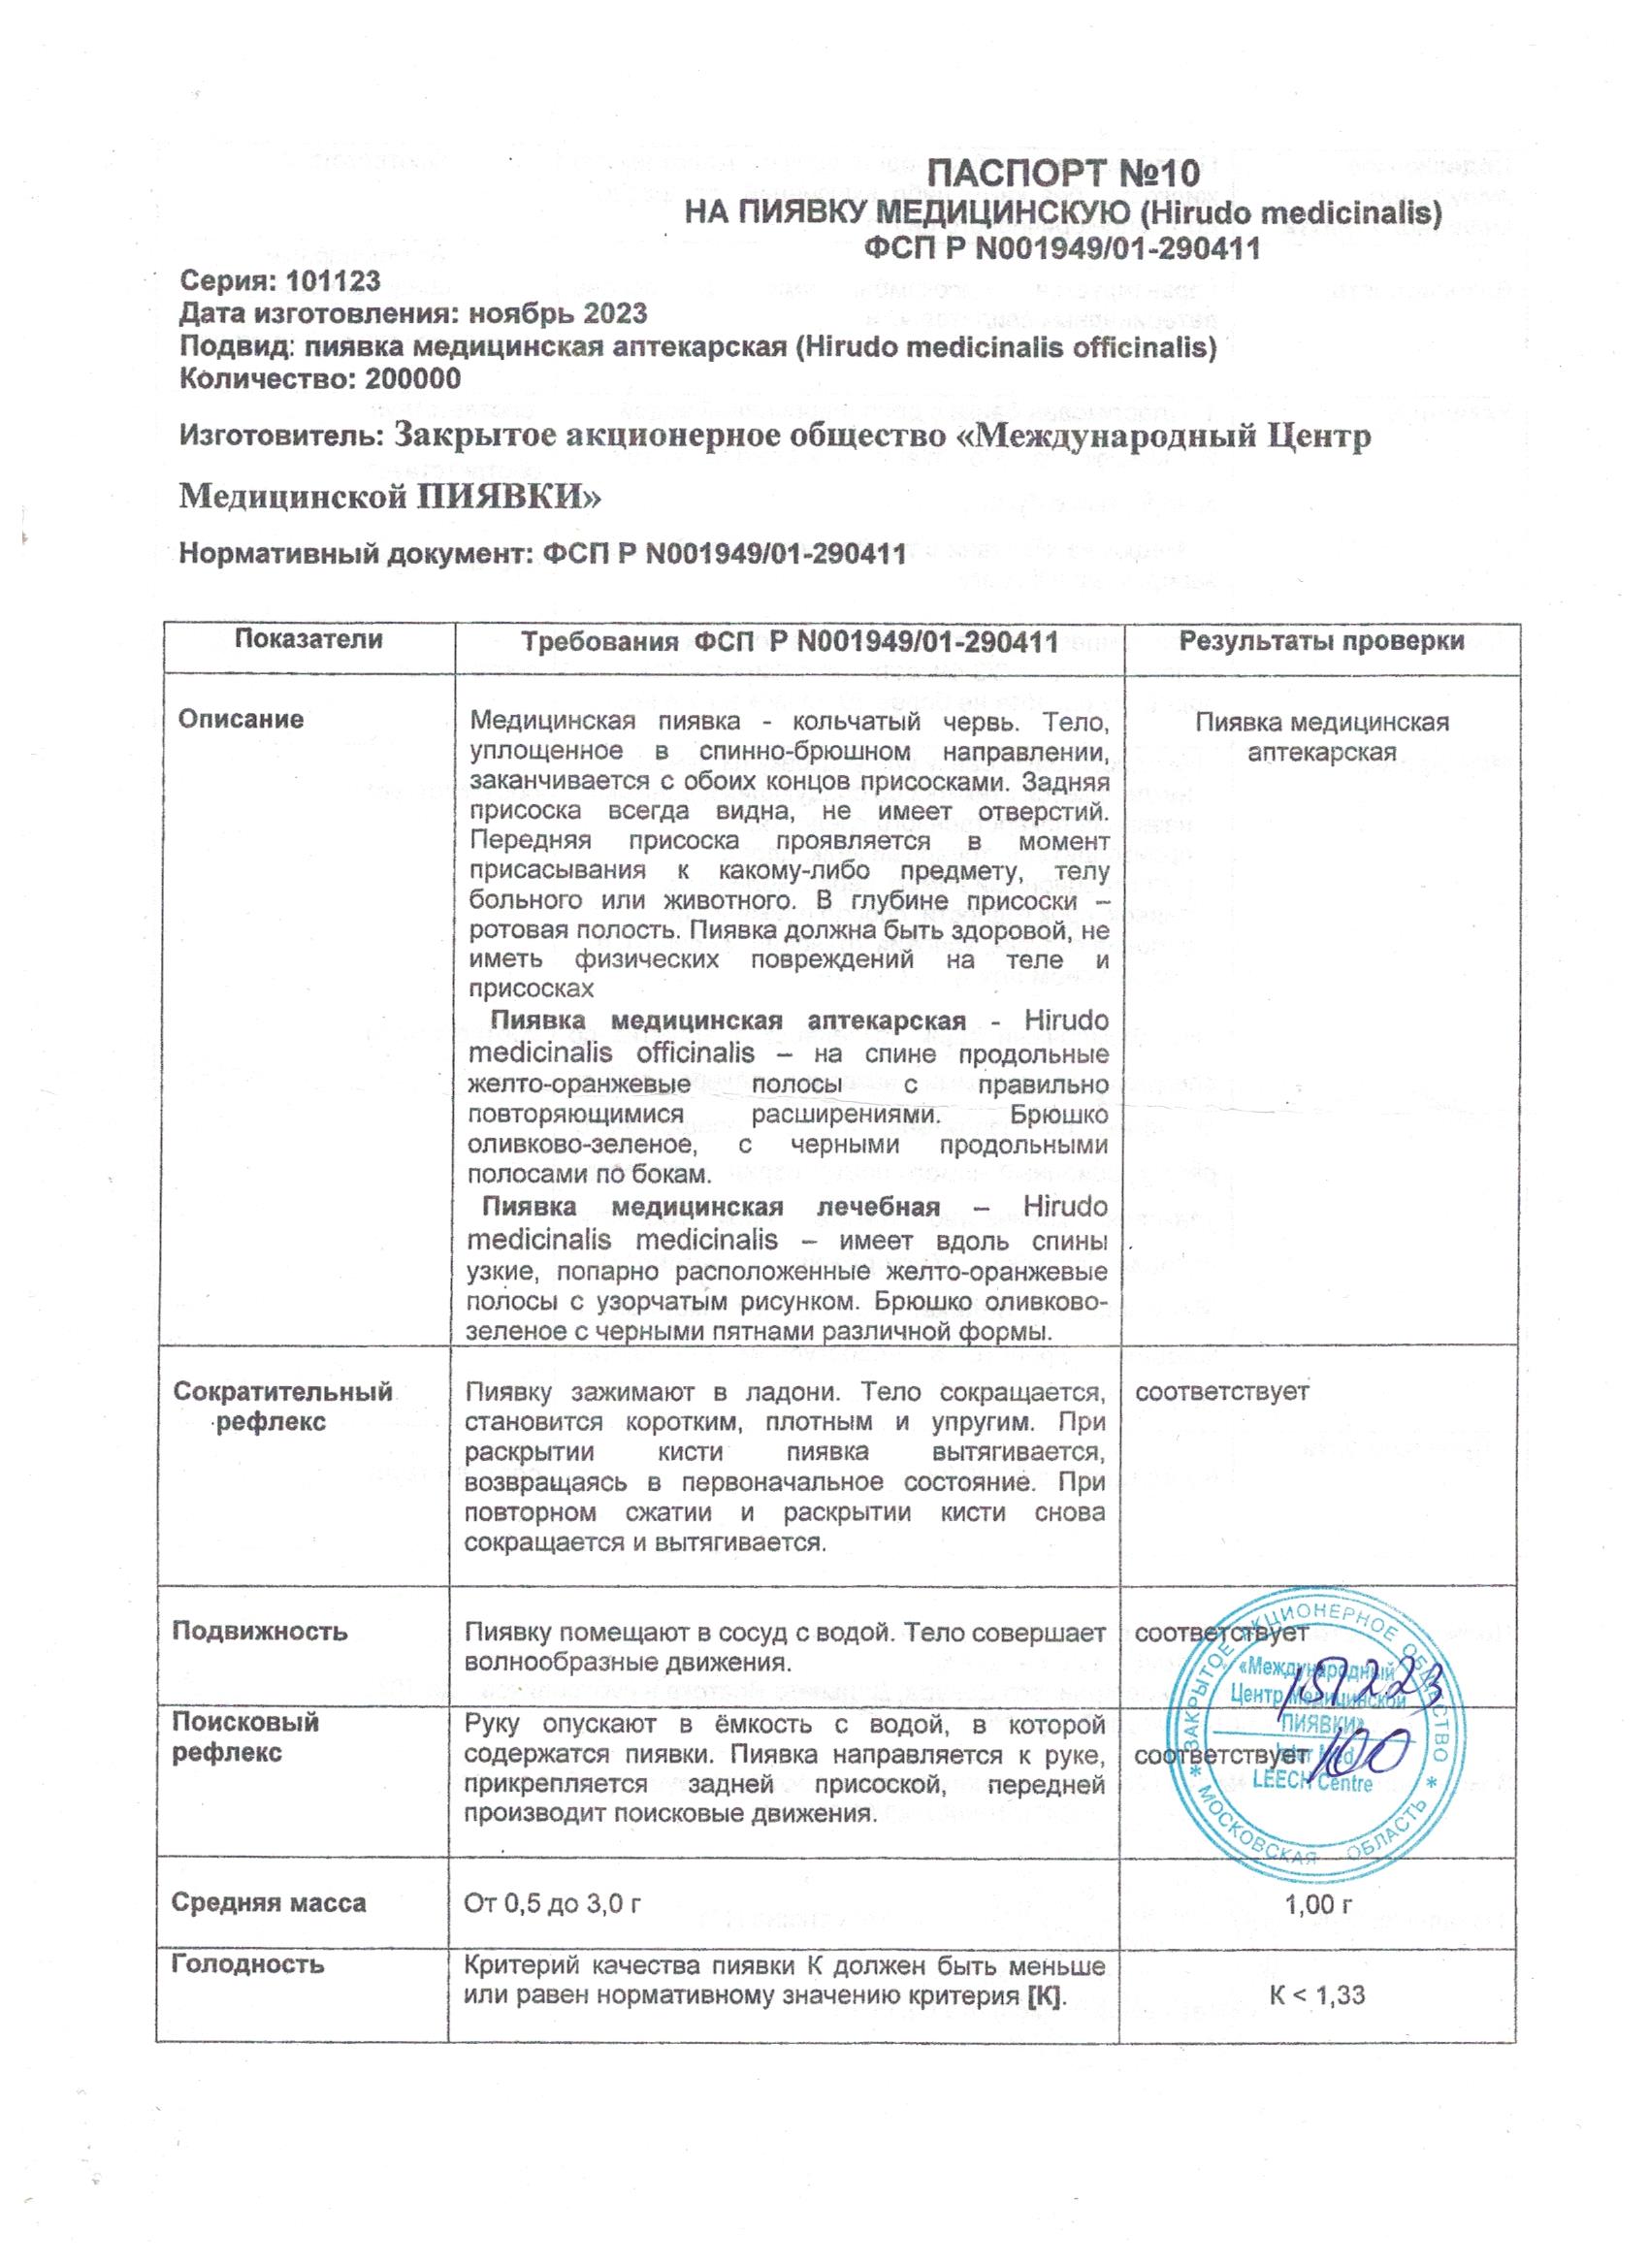 ПАСПОРТ №10
НА ПИЯВКУ МЕДИЦИНСКУЮ (Hirudo medicinalis)
ФСП Р N001949/01-290411
Серия: 101123
Дата изготовления: ноябрь 2023
Подвид: пиявка медицинская аптекарская (Hirudo medicinalis officinalis)
Количество: 200000
Изготовитель: Закрытое акционерное общество «Международный Центр
Медицинской ПИЯВКИ»
Нормативный документ: ФСП Р N001949/01-290411
Показатели
Требования ФСП Р N001949/01-290411
Результаты проверки
Описание
Медицинская пиявка - кольчатый червь. Тело,
уплощенное в спинно-брюшном направлении,
заканчивается с обоих концов присосками. Задняя
присоска всегда видна, не имеет отверстий.
Передняя присоска проявляется в момент
присасывания к какому-либо предмету, телу
больного или животного. В глубине присоски –
ротовая полость. Пиявка должна быть здоровой, не
иметь физических повреждений на теле и
присосках
Пиявка медицинская аптекарская - Hirudo
medicinalis officinalis – на спине продольные
желто-оранжевые полосы с правильно
повторяющимися расширениями. Брюшко
оливково-зеленое, с черными продольными
полосами по бокам.
Пиявка медицинская лечебная – Hirudo
medicinalis medicinalis – имеет вдоль спины
узкие, попарно расположенные желто-оранжевые
полосы с узорчатым рисунком. Брюшко оливково-
зеленое с черными пятнами различной формы.
Пиявка медицинская
аптекарская
Сократительный
рефлекс
Пиявку зажимают в ладони. Тело сокращается,
становится коротким, плотным и упругим. При
раскрытии кисти пиявка вытягивается,
возвращаясь в первоначальное состояние. При
повторном сжатии и раскрытии кисти снова
сокращается и вытягивается.
соответствует
Подвижность
Пиявку помещают в сосуд с водой. Тело совершает
волнообразные движения.
соответствует
Поисковый
рефлекс
Руку опускают в ёмкость с водой, в которой
содержатся пиявки. Пиявка направляется к руке,
прикрепляется задней присоской, передней
производит поисковые движения.
соответствует
ЗАКРЫТОЕ АКЦИОНЕРНОЕ ОБЩЕСТВО
* МОСКОВСКАЯ ОБЛАСТЬ *
«Международный
Центр Медицинской
ПИЯВКИ»
Inter Med
LEECH Centre
100
Средняя масса
От 0,5 до 3,0 г
1,00 г
Голодность
Критерий качества пиявки К должен быть меньше
или равен нормативному значению критерия [К].
К < 1,33